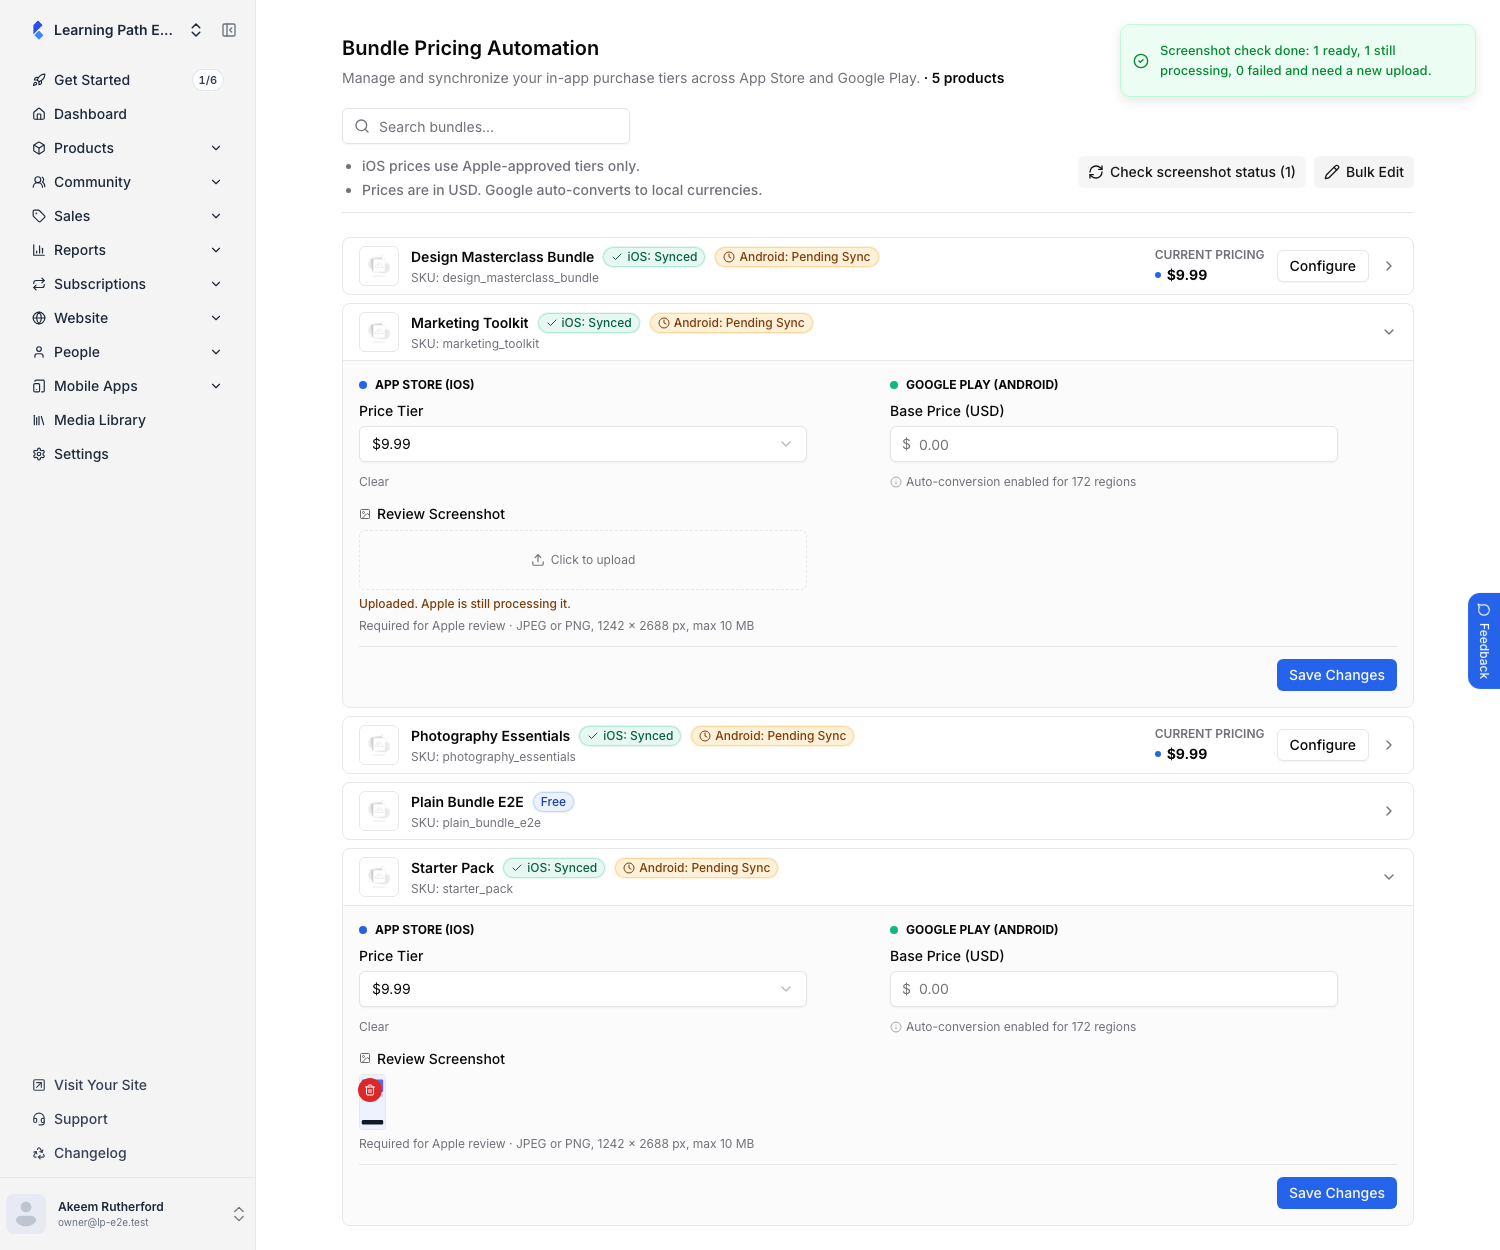 Learning Path E...
Get Started
1/6
Dashboard
Products
Community
Sales
Reports
Subscriptions
Website
People
Mobile Apps
Media Library
Settings
Visit Your Site
Support
Changelog
Akeem Rutherford
owner@lp-e2e.test
Bundle Pricing Automation
Manage and synchronize your in-app purchase tiers across App Store and Google Play. · 5 products
Screenshot check done: 1 ready, 1 still
processing, 0 failed and need a new upload.
Search bundles...
iOS prices use Apple-approved tiers only.
Prices are in USD. Google auto-converts to local currencies.
Check screenshot status (1)
Bulk Edit
Design Masterclass Bundle
iOS: Synced
Android: Pending Sync
SKU: design_masterclass_bundle
CURRENT PRICING
$9.99
Configure
Marketing Toolkit
iOS: Synced
Android: Pending Sync
SKU: marketing_toolkit
APP STORE (IOS)
Price Tier
$9.99
Clear
Review Screenshot
Click to upload
Uploaded. Apple is still processing it.
Required for Apple review · JPEG or PNG, 1242 × 2688 px, max 10 MB
GOOGLE PLAY (ANDROID)
Base Price (USD)
$ 0.00
Auto-conversion enabled for 172 regions
Save Changes
Photography Essentials
iOS: Synced
Android: Pending Sync
SKU: photography_essentials
CURRENT PRICING
$9.99
Configure
Plain Bundle E2E
Free
SKU: plain_bundle_e2e
Starter Pack
iOS: Synced
Android: Pending Sync
SKU: starter_pack
APP STORE (IOS)
Price Tier
$9.99
Clear
Review Screenshot
Required for Apple review · JPEG or PNG, 1242 × 2688 px, max 10 MB
GOOGLE PLAY (ANDROID)
Base Price (USD)
$ 0.00
Auto-conversion enabled for 172 regions
Save Changes
Feedback